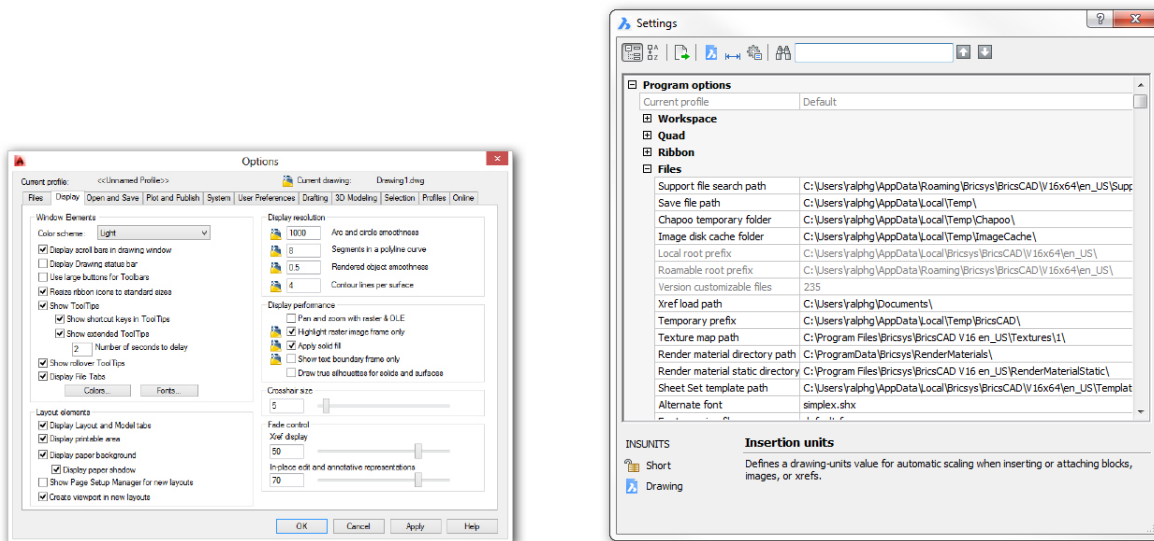 Options
Current profile: <<Unnamed Profile>> Current drawing: Drawing1.dwg
Files Display Open and Save Plot and Publish System User Preferences Drafting 3D Modeling Selection Profiles Online
Window Elements
Color scheme: Light
Display scroll bars in drawing window
Display Drawing status bar
Use large buttons for Toolbars
Resize ribbon icons to standard sizes
Show ToolTips
Show shortcut keys in ToolTips
Show extended ToolTips
2 Number of seconds to delay
Show rollover ToolTips
Display File Tabs
Colors... Fonts...
Layout elements
Display Layout and Model tabs
Display printable area
Display paper background
Display paper shadow
Show Page Setup Manager for new layouts
Create viewport in new layout
Display resolution
1000 Arc and circle smoothness
8 Segments in a polyline curve
0.5 Rendered object smoothness
4 Contour lines per surface
Display performance
Pan and zoom with raster & OLE
Highlight raster image frame only
Apply solid fill
Show text boundary frame only
Draw true silhouettes for solids and surfaces
Crosshair size
5
Fade control
Xref display
50
In-place edit and annotative representations
70
OK Cancel Apply Help
Settings
Program options
Current profile Default
Workspace
Quad
Ribbon
Files
Support file search path C:\Users\ralphg\AppData\Roaming\Bricsys\BricsCAD\V16x64\en_US\Supp
Save file path C:\Users\ralphg\AppData\Local\Temp\
Chapoo temporary folder C:\Users\ralphg\AppData\Local\Temp\Chapoo\
Image disk cache folder C:\Users\ralphg\AppData\Local\Temp\ImageCache\
Local root prefix C:\Users\ralphg\AppData\Local\Bricsys\BricsCAD\V16x64\en_US\
Roamable root prefix C:\Users\ralphg\AppData\Roaming\Bricsys\BricsCAD\V16x64\en_US\
Version customizable files 235
Xref load path C:\Users\ralphg\Documents\
Temporary prefix C:\Users\ralphg\AppData\Local\Temp\BricsCAD\
Texture map path C:\Program Files\Bricsys\BricsCAD V16 en_US\Textures\1\
Render material directory path C:\ProgramData\Bricsys\RenderMaterials\
Render material static directory C:\Program Files\Bricsys\BricsCAD V16 en_US\RenderMaterialStatic\
Sheet Set template path C:\Users\ralphg\AppData\Local\Bricsys\BricsCAD\V16x64\en_US\Templat
Alternate font simplex.shx
INSUNITS
Short
Drawing
Insertion units
Defines a drawing-units value for automatic scaling when inserting or attaching blocks,
images, or xrefs.